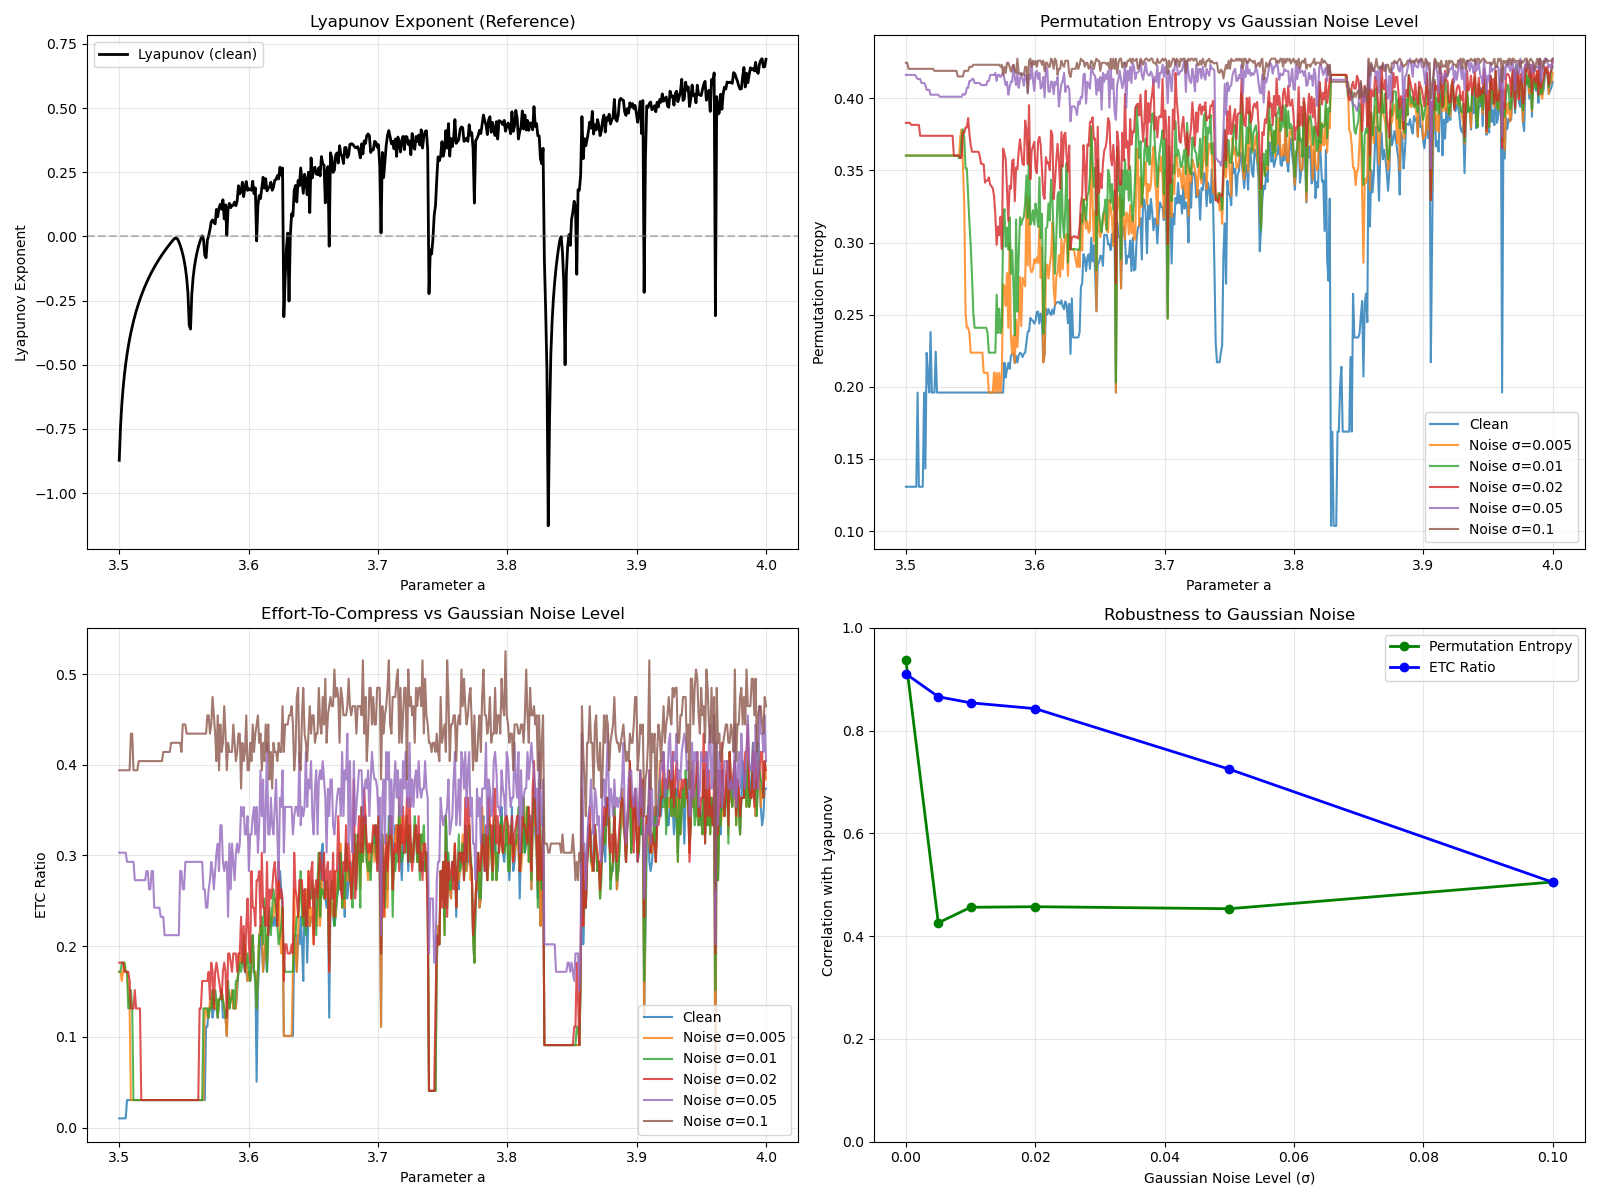 Lyapunov Exponent (Reference)
Lyapunov Exponent
0.75
0.50
0.25
0.00
−0.25
−0.50
−0.75
−1.00
Lyapunov (clean)
3.5 3.6 3.7 3.8 3.9 4.0
Parameter a
Permutation Entropy vs Gaussian Noise Level
Permutation Entropy
0.40
0.35
0.30
0.25
0.20
0.15
0.10
Clean
Noise σ=0.005
Noise σ=0.01
Noise σ=0.02
Noise σ=0.05
Noise σ=0.1
3.5 3.6 3.7 3.8 3.9 4.0
Parameter a
Effort-To-Compress vs Gaussian Noise Level
ETC Ratio
0.5
0.4
0.3
0.2
0.1
0.0
Clean
Noise σ=0.005
Noise σ=0.01
Noise σ=0.02
Noise σ=0.05
Noise σ=0.1
3.5 3.6 3.7 3.8 3.9 4.0
Parameter a
Robustness to Gaussian Noise
Correlation with Lyapunov
1.0
0.8
0.6
0.4
0.2
0.0
Permutation Entropy
ETC Ratio
0.00 0.02 0.04 0.06 0.08 0.10
Gaussian Noise Level (σ)